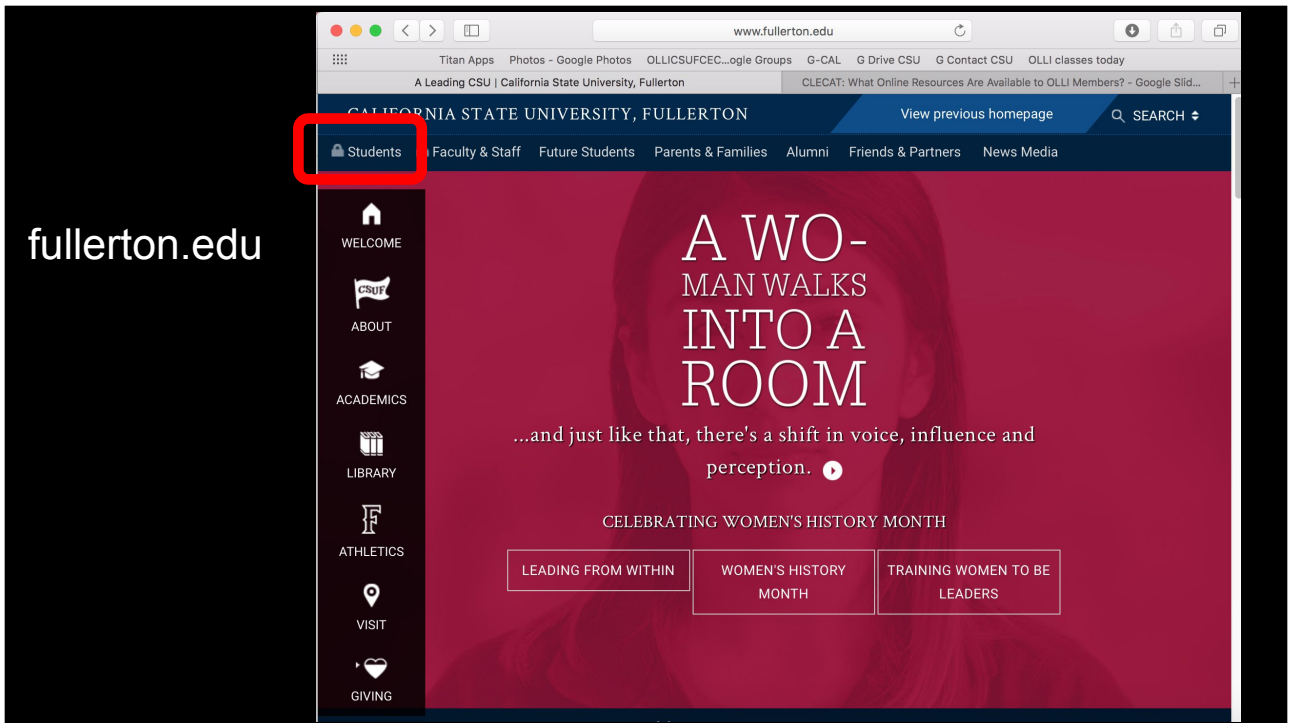 fullerton.edu
www.fullerton.edu
Titan Apps Photos - Google Photos OLLICSUFCEC...ogle Groups G-CAL G Drive CSU G Contact CSU OLLI classes today
A Leading CSU | California State University, Fullerton CLECAT: What Online Resources Are Available to OLLI Members? - Google Slid...
CALIFORNIA STATE UNIVERSITY, FULLERTON View previous homepage SEARCH
Students Faculty & Staff Future Students Parents & Families Alumni Friends & Partners News Media
WELCOME
CSUF
ABOUT
ACADEMICS
LIBRARY
F
ATHLETICS
VISIT
GIVING
A WO-
MAN WALKS
INTO A
ROOM
...and just like that, there's a shift in voice, influence and
perception.
CELEBRATING WOMEN'S HISTORY MONTH
LEADING FROM WITHIN
WOMEN'S HISTORY
MONTH
TRAINING WOMEN TO BE
LEADERS